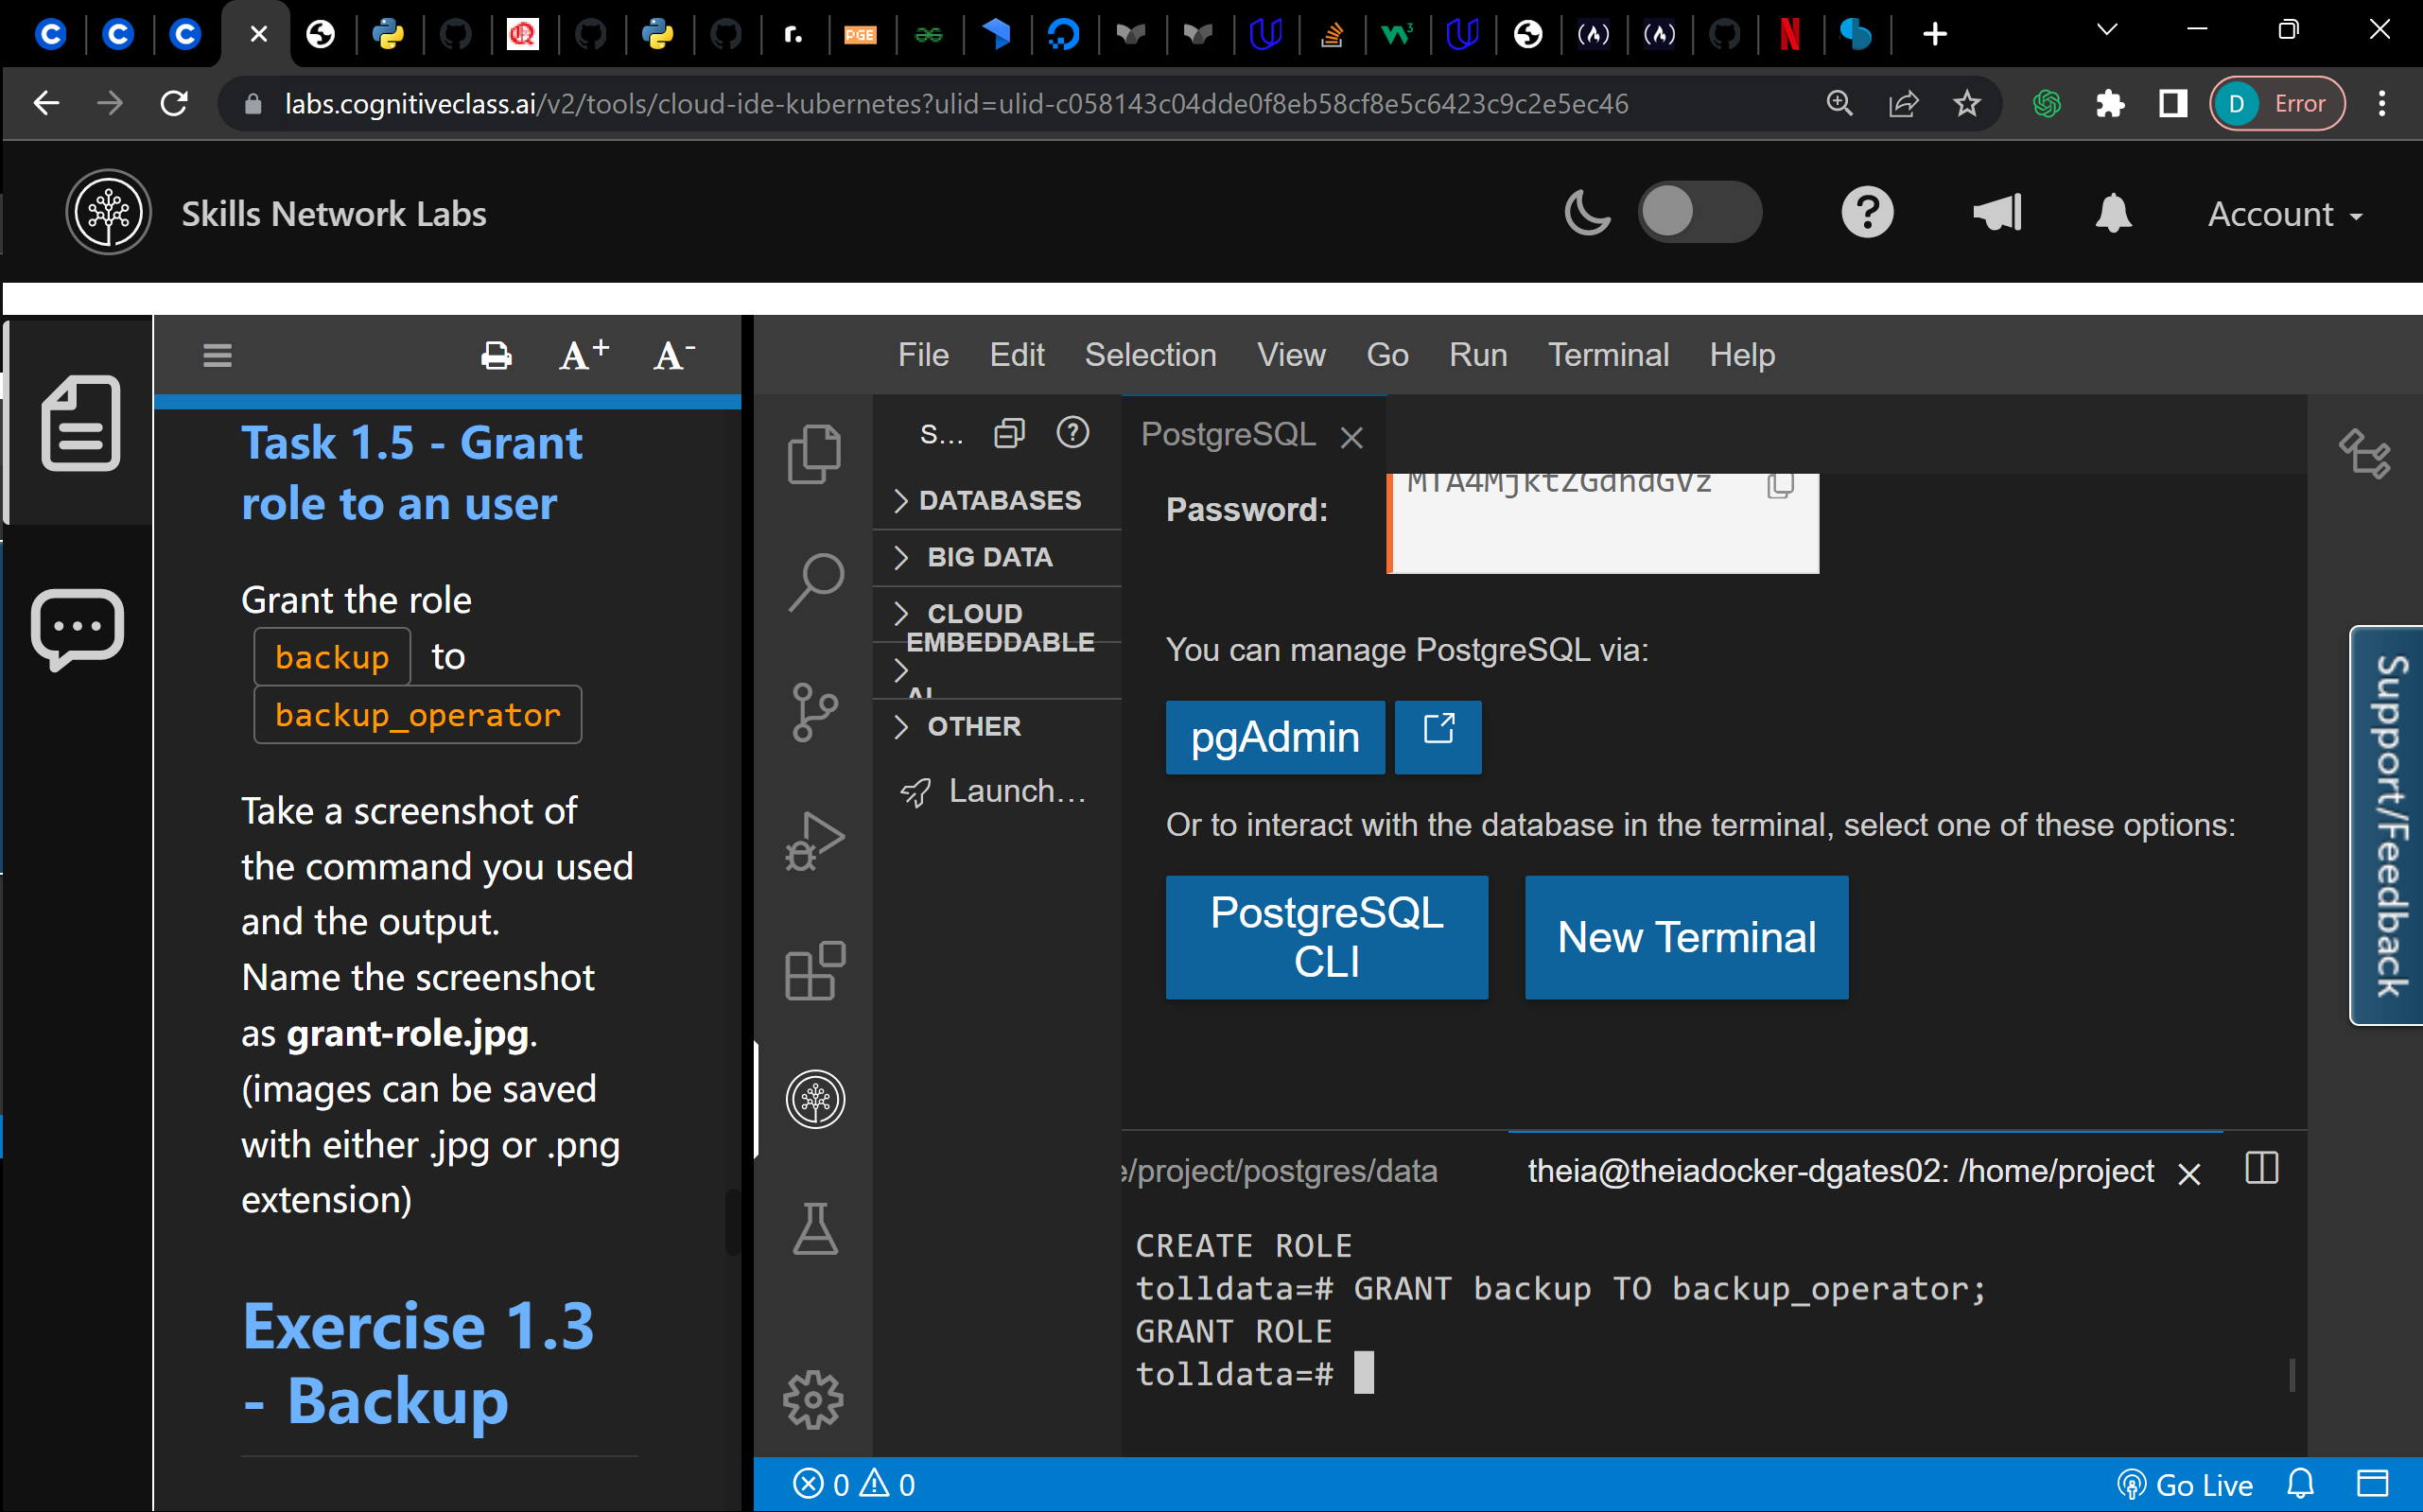 labs.cognitiveclass.ai/v2/tools/cloud-ide-kubernetes?ulid=ulid-c058143c04dde0f8eb58cf8e5c6423c9c2e5ec46
D Error
Skills Network Labs
Account
A+ A-
File Edit Selection View Go Run Terminal Help
Task 1.5 - Grant
role to an user
Grant the role
backup to
backup_operator
Take a screenshot of
the command you used
and the output.
Name the screenshot
as grant-role.jpg.
(images can be saved
with either .jpg or .png
extension)
Exercise 1.3
- Backup
S...
DATABASES
BIG DATA
CLOUD
EMBEDDABLE
AI
OTHER
Launch...
PostgreSQL
Password:
MTA4MjktZGdhdGVz
You can manage PostgreSQL via:
pgAdmin
Or to interact with the database in the terminal, select one of these options:
PostgreSQL
CLI
New Terminal
Support/Feedback
e/project/postgres/data
theia@theiadocker-dgates02: /home/project
CREATE ROLE
tolldata=# GRANT backup TO backup_operator;
GRANT ROLE
tolldata=#
0 0
Go Live